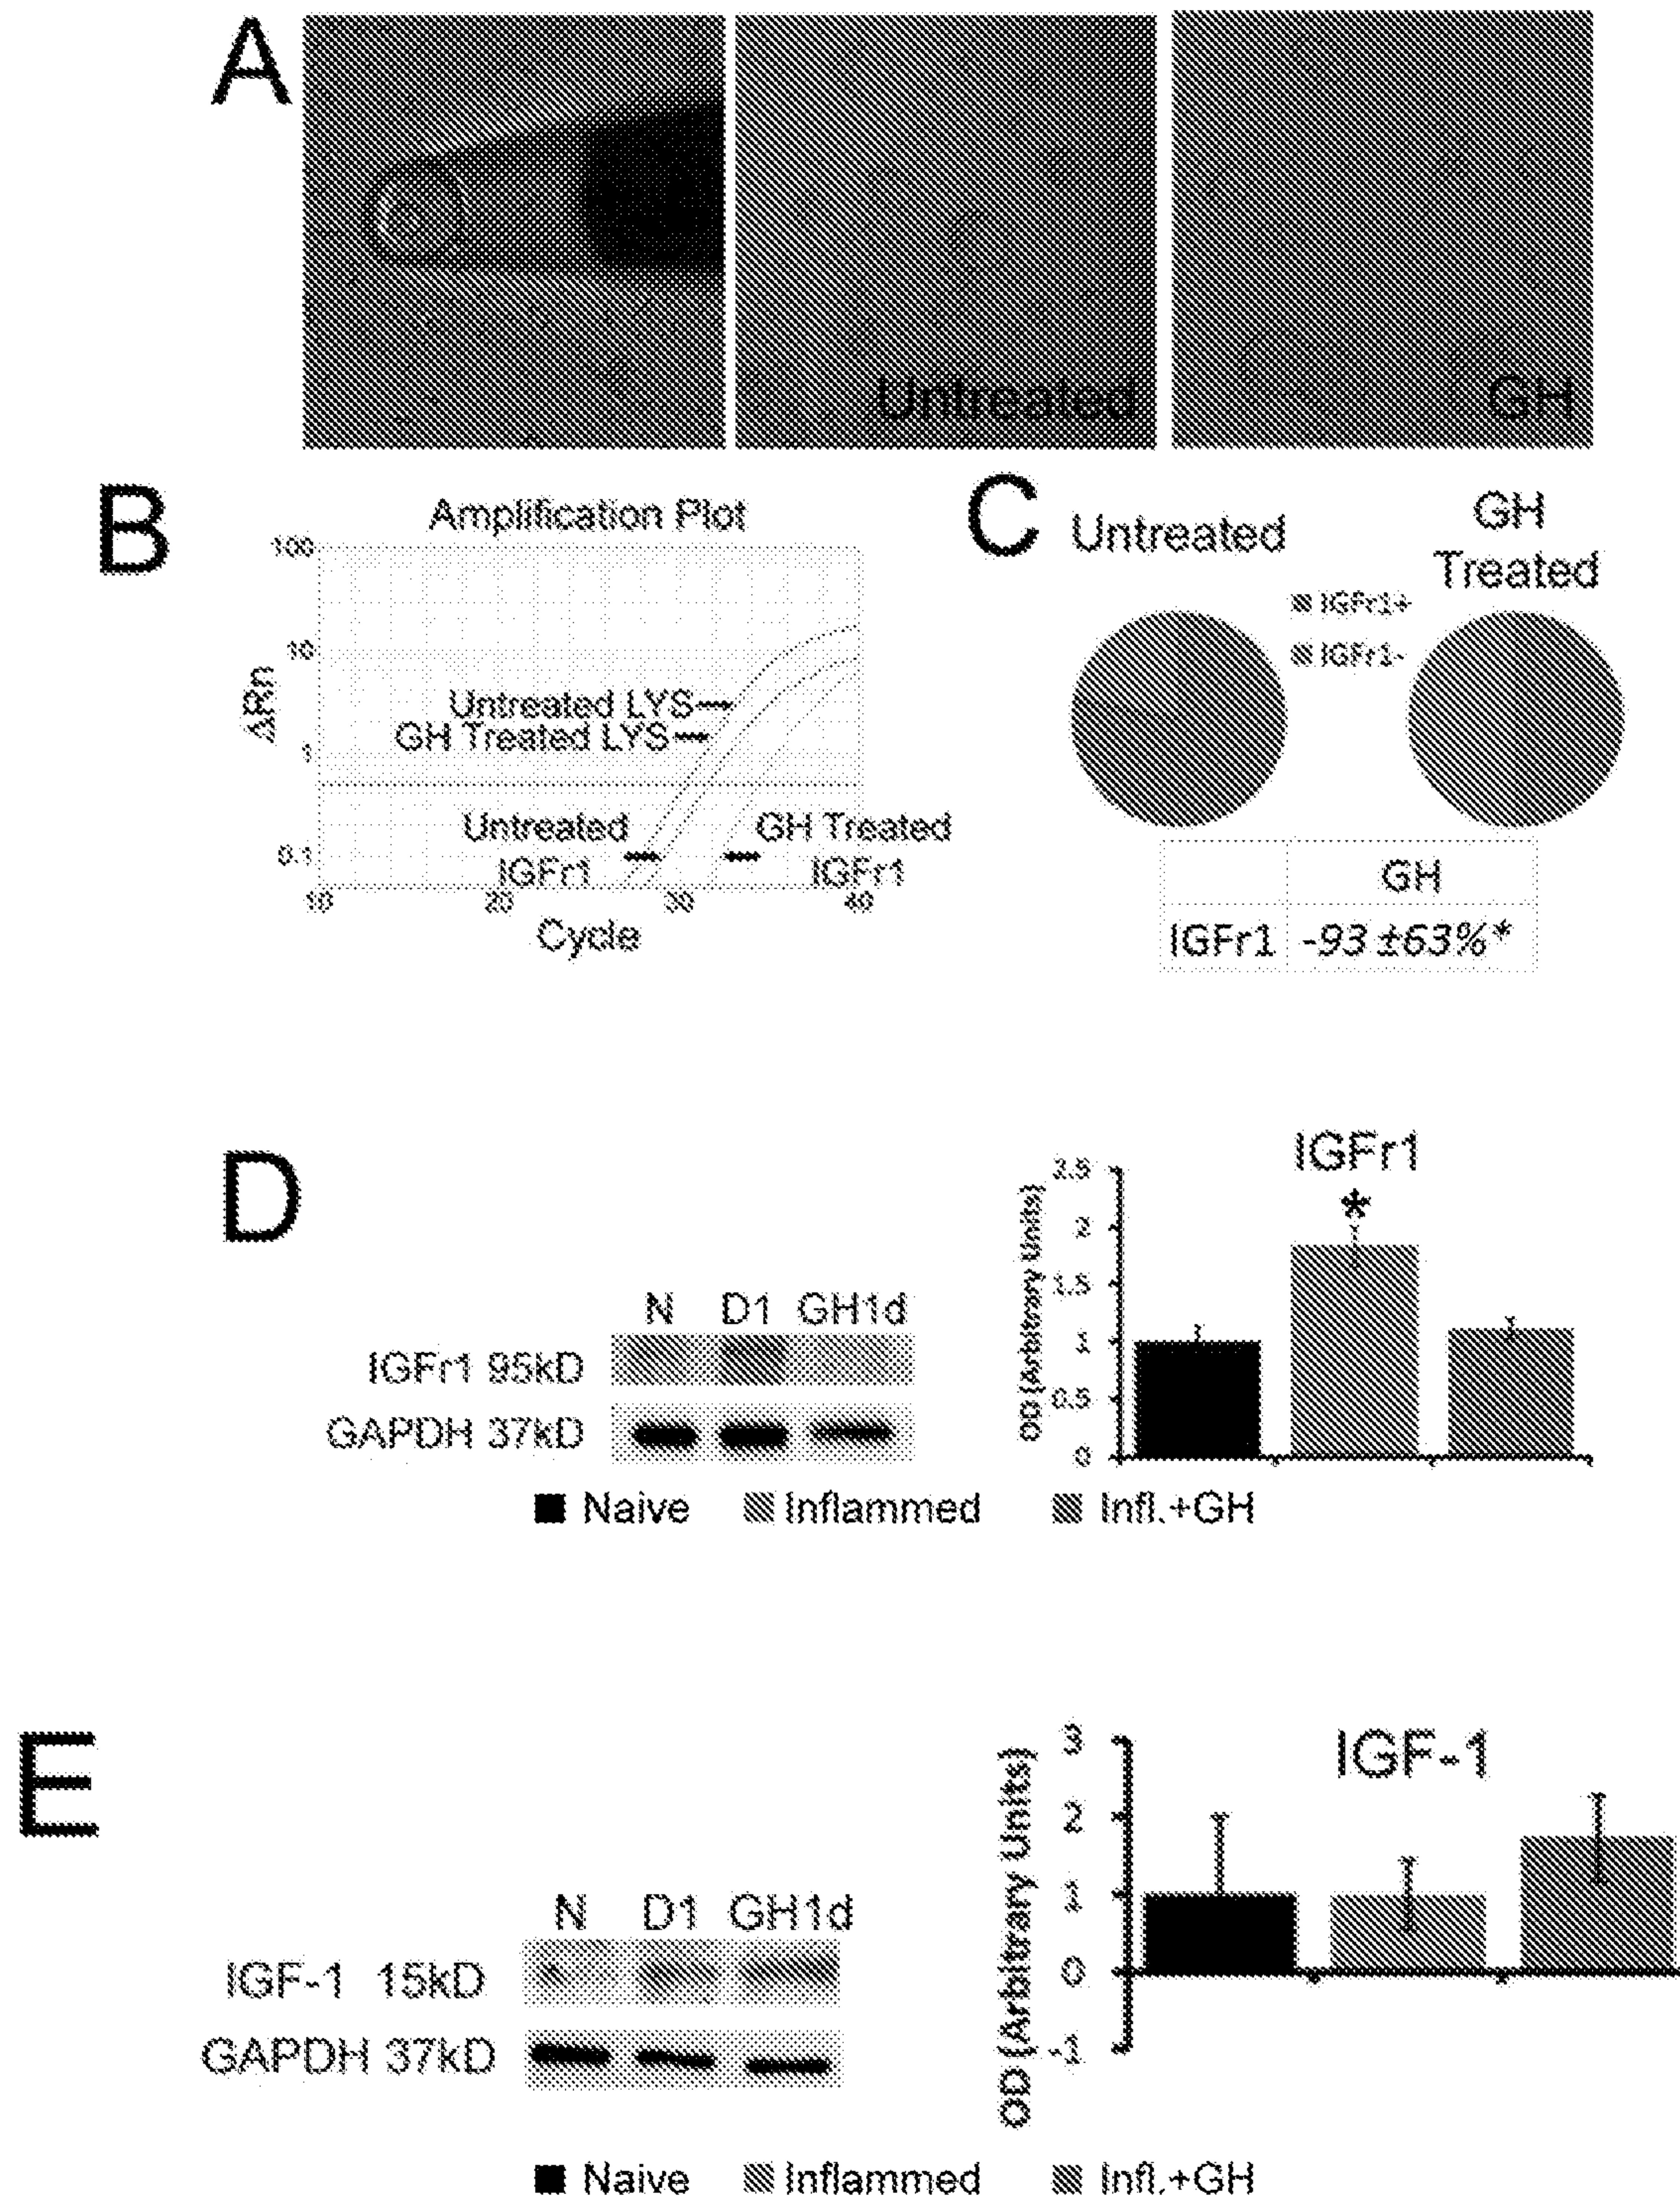 A
Untreated
GH
B
Amplification Plot
100
10
1
0.1
ΔRn
Untreated LYS
GH Treated LYS
Untreated
IGFr1
GH Treated
IGFr1
10
20
30
40
Cycle
C
Untreated
GH
Treated
IGFr1+
IGFr1-
GH
IGFr1 -93 ±63%*
D
N D1 GH1d
IGFr1 95kD
GAPDH 37kD
IGFr1
*
OD (Arbitrary Units)
2.5
2
1.5
1
0.5
0
Naive Inflammed Infl.+GH
E
N D1 GH1d
IGF-1 15kD
GAPDH 37kD
IGF-1
OD (Arbitrary Units)
3
2
1
0
-1
Naive Inflammed Infl.+GH